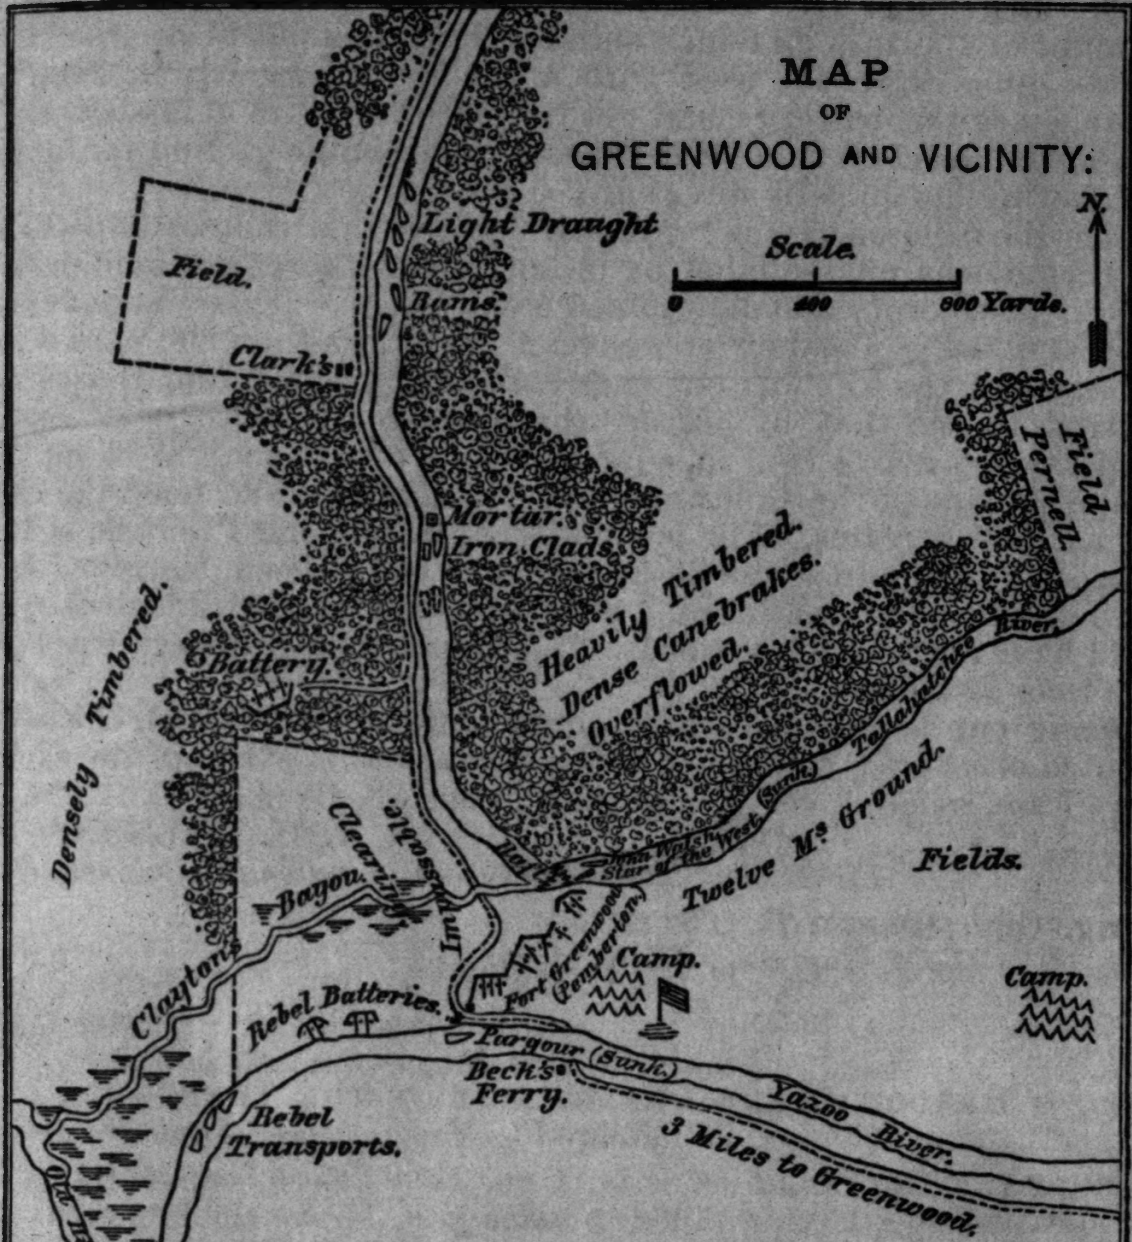 MAP
OF
GREENWOOD AND VICINITY:
N.
Scale.
0 400 800 Yards.
Light Draught
Rams.
Field.
Clark's
Mortar.
Iron Clads.
Field
Pernell.
Heavily Timbered.
Dense Canebrakes.
Overflowed.
Densely Timbered.
Battery.
Tallahatchee River.
(Sunk.)
John Walsh,
Star of the West.
Raft
Twelve Ms Ground.
Fields.
Clearing
Impassable.
Claytons Bayou.
Fort Greenwood
(Pemberton.)
Camp.
Camp.
Rebel Batteries.
Pargour (Sunk.)
Beck's
Ferry.
Yazoo River.
Rebel
Transports.
3 Miles to Greenwood.
Old